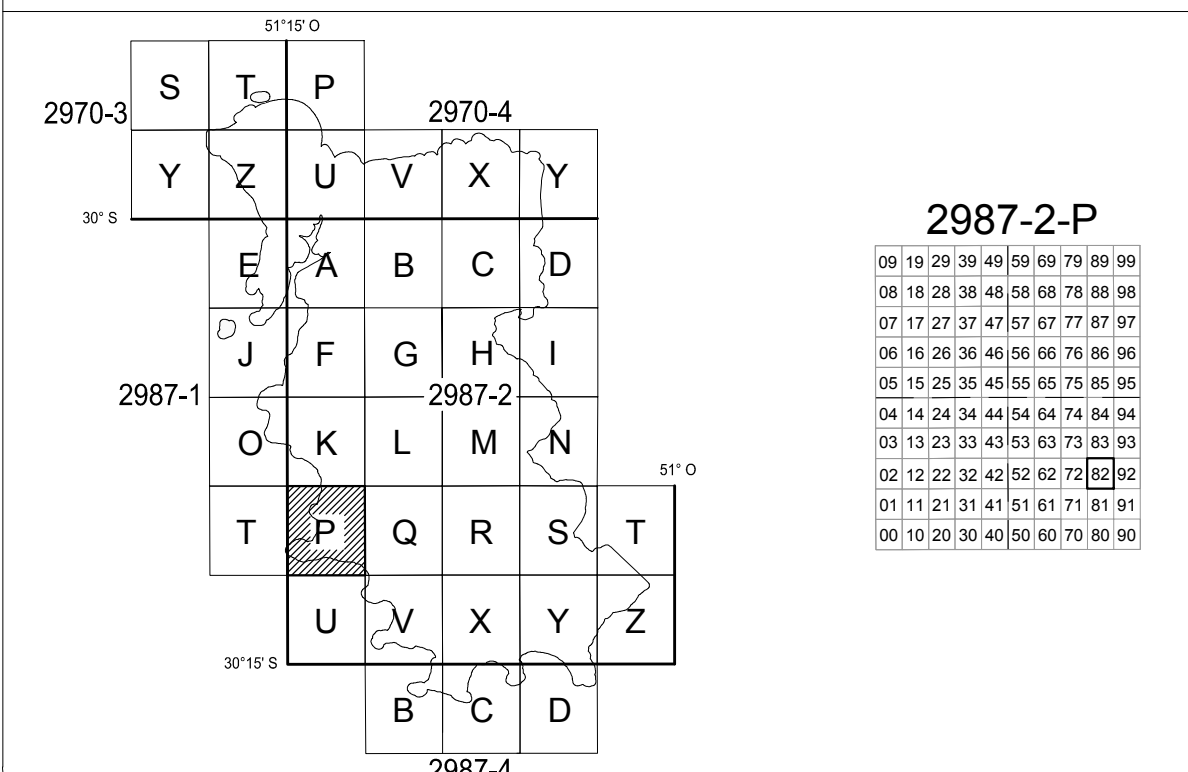 51°15' O
S T P
2970-3 2970-4
Y Z U V X Y
30° S
E A B C D
J F G H I
2987-1 2987-2
O K L M N
51° O
T P Q R S T
U V X Y Z
30°15' S
B C D
2987-4
2987-2-P
09 19 29 39 49 59 69 79 89 99
08 18 28 38 48 58 68 78 88 98
07 17 27 37 47 57 67 77 87 97
06 16 26 36 46 56 66 76 86 96
05 15 25 35 45 55 65 75 85 95
04 14 24 34 44 54 64 74 84 94
03 13 23 33 43 53 63 73 83 93
02 12 22 32 42 52 62 72 82 92
01 11 21 31 41 51 61 71 81 91
00 10 20 30 40 50 60 70 80 90